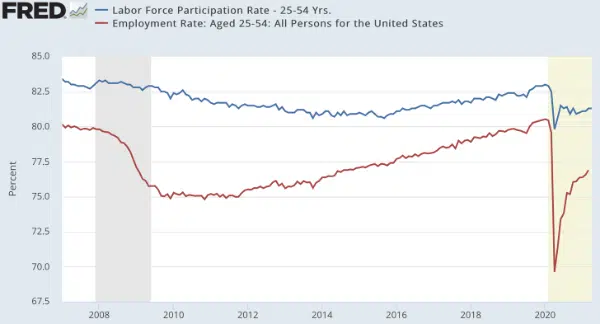 FRED
Labor Force Participation Rate - 25-54 Yrs.
Employment Rate: Aged 25-54: All Persons for the United States
85.0
82.5
80.0
77.5
75.0
72.5
70.0
67.5
Percent
2008 2010 2012 2014 2016 2018 2020